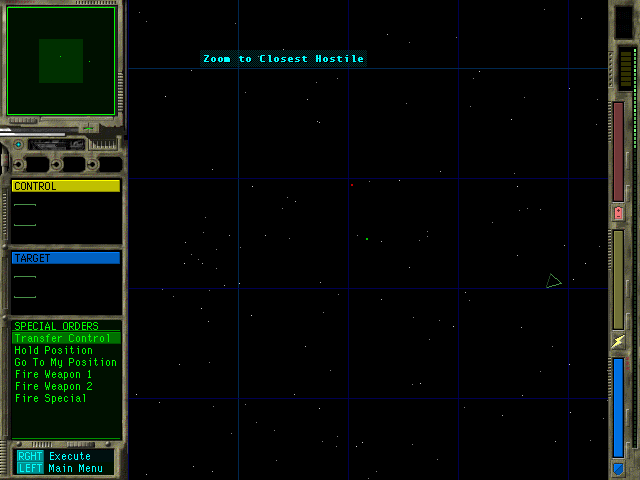 Zoom to Closest Hostile
CONTROL
TARGET
SPECIAL ORDERS
Transfer Control
Hold Position
Go To My Position
Fire Weapon 1
Fire Weapon 2
Fire Special
RGHT Execute
LEFT Main Menu